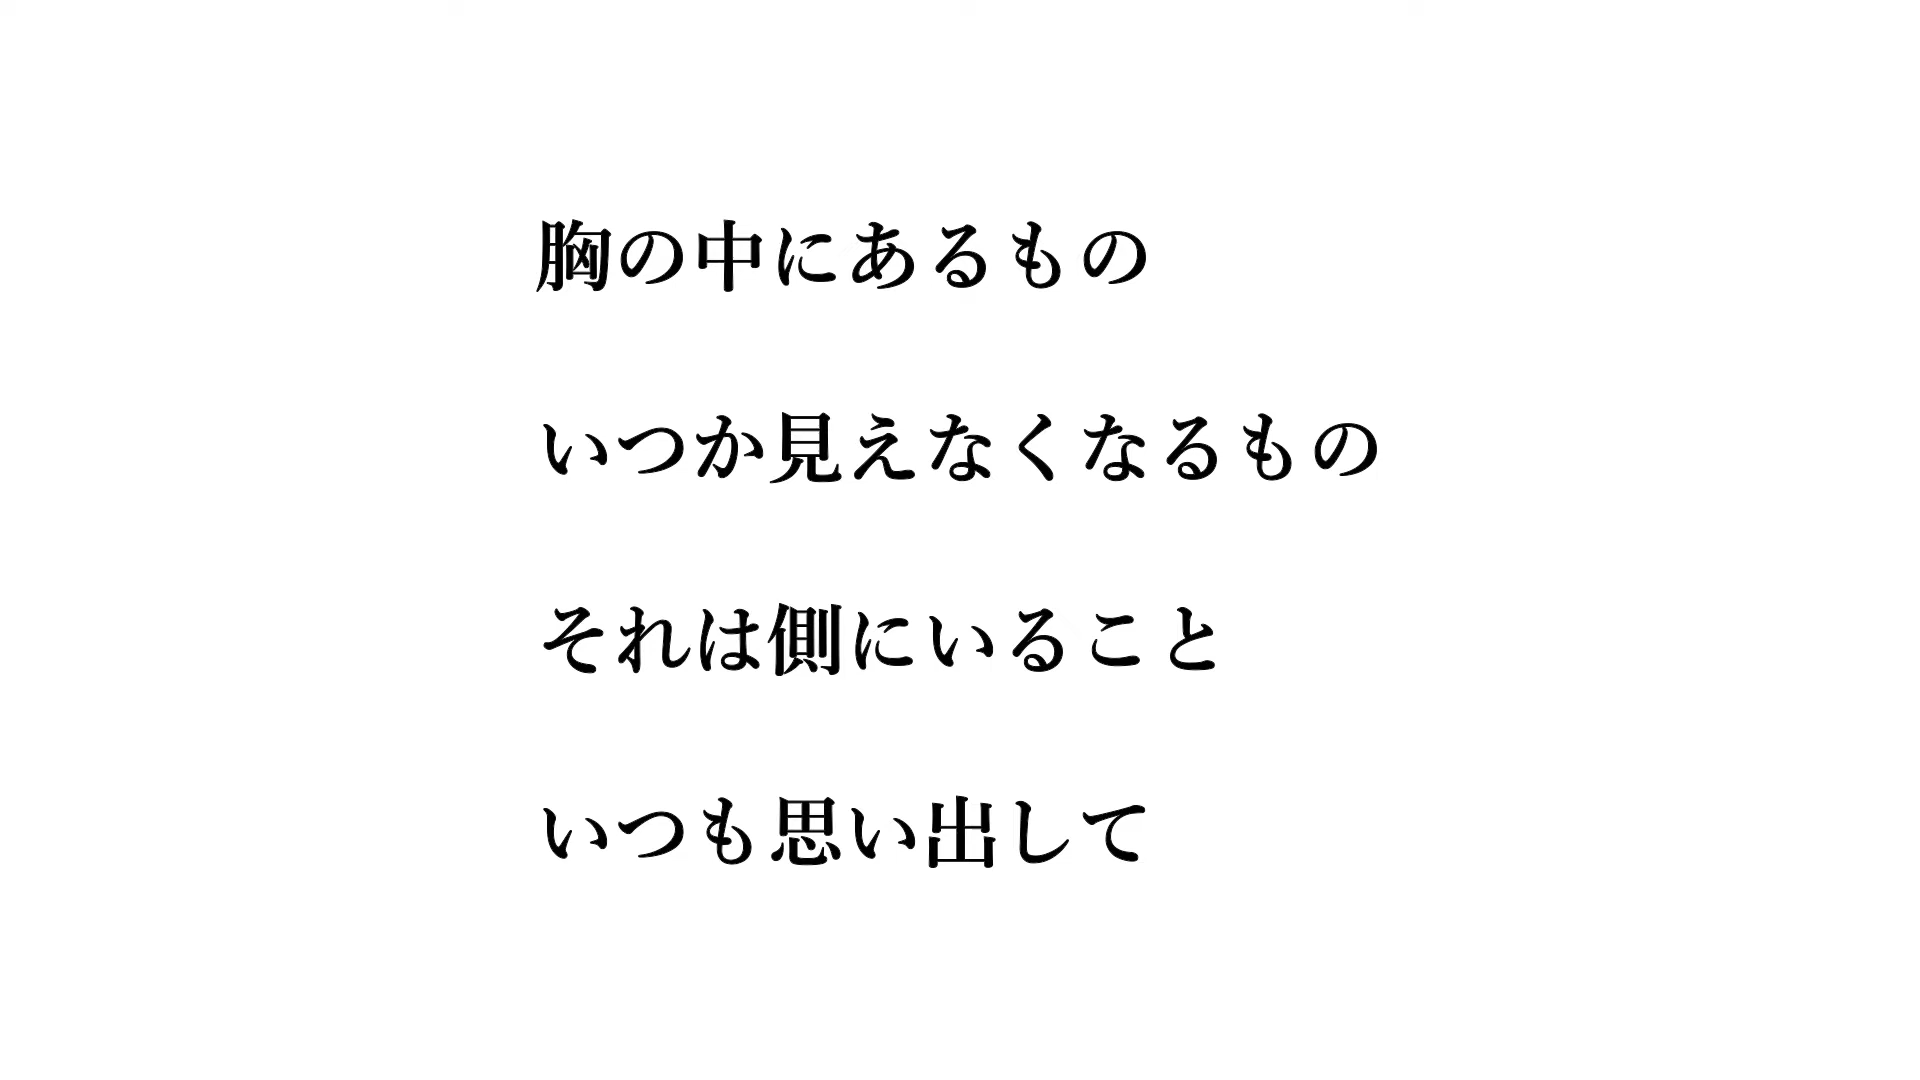 胸の中にあるもの
いつか見えなくなるもの
それは側にいること
いつも思い出して